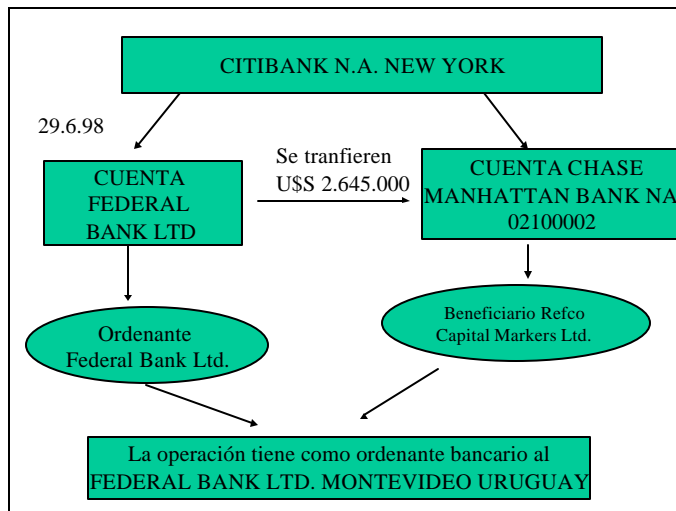 CITIBANK N.A. NEW YORK
29.6.98
Se tranfieren
U$S 2.645.000
CUENTA
FEDERAL
BANK LTD
CUENTA CHASE
MANHATTAN BANK NA
02100002
Ordenante
Federal Bank Ltd.
Beneficiario Refco
Capital Markers Ltd.
La operación tiene como ordenante bancario al
FEDERAL BANK LTD. MONTEVIDEO URUGUAY